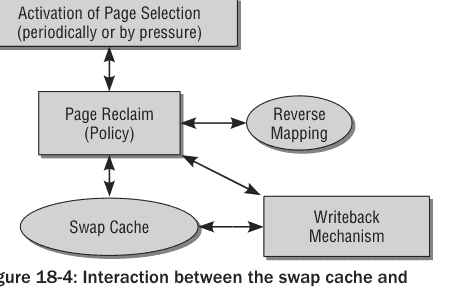 Activation of Page Selection
(periodically or by pressure)
Page Reclaim
(Policy)
Reverse
Mapping
Swap Cache
Writeback
Mechanism
gure 18-4: Interaction between the swap cache and